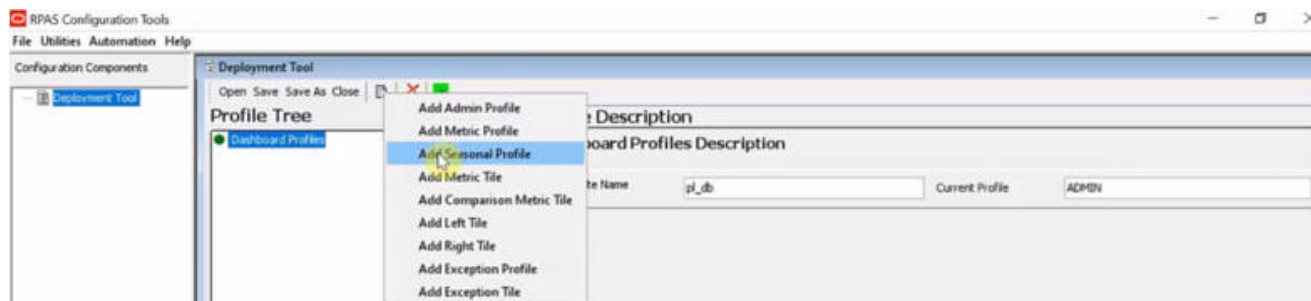 RPAS Configuration Tools
File Utilities Automation Help
Configuration Components
Deployment Tool
Deployment Tool
Open Save Save As Close
Profile Tree
Dashboard Profiles
Add Admin Profile
Add Metric Profile
Add Seasonal Profile
Add Metric Tile
Add Comparison Metric Tile
Add Left Tile
Add Right Tile
Add Exception Profile
Add Exception Tile
Description
Profiles Description
Name pl_db Current Profile ADMIN